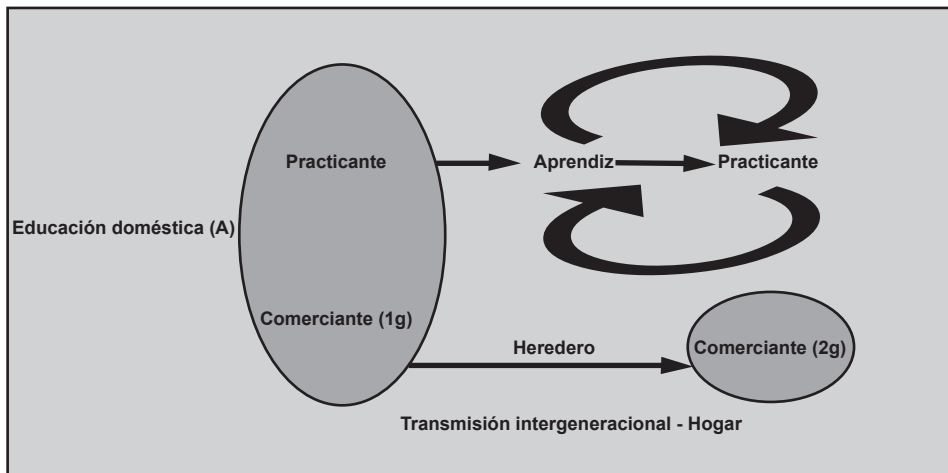 Practicante
Aprendiz
Practicante
Educación doméstica (A)
Comerciante (1g)
Heredero
Comerciante (2g)
Transmisión intergeneracional - Hogar